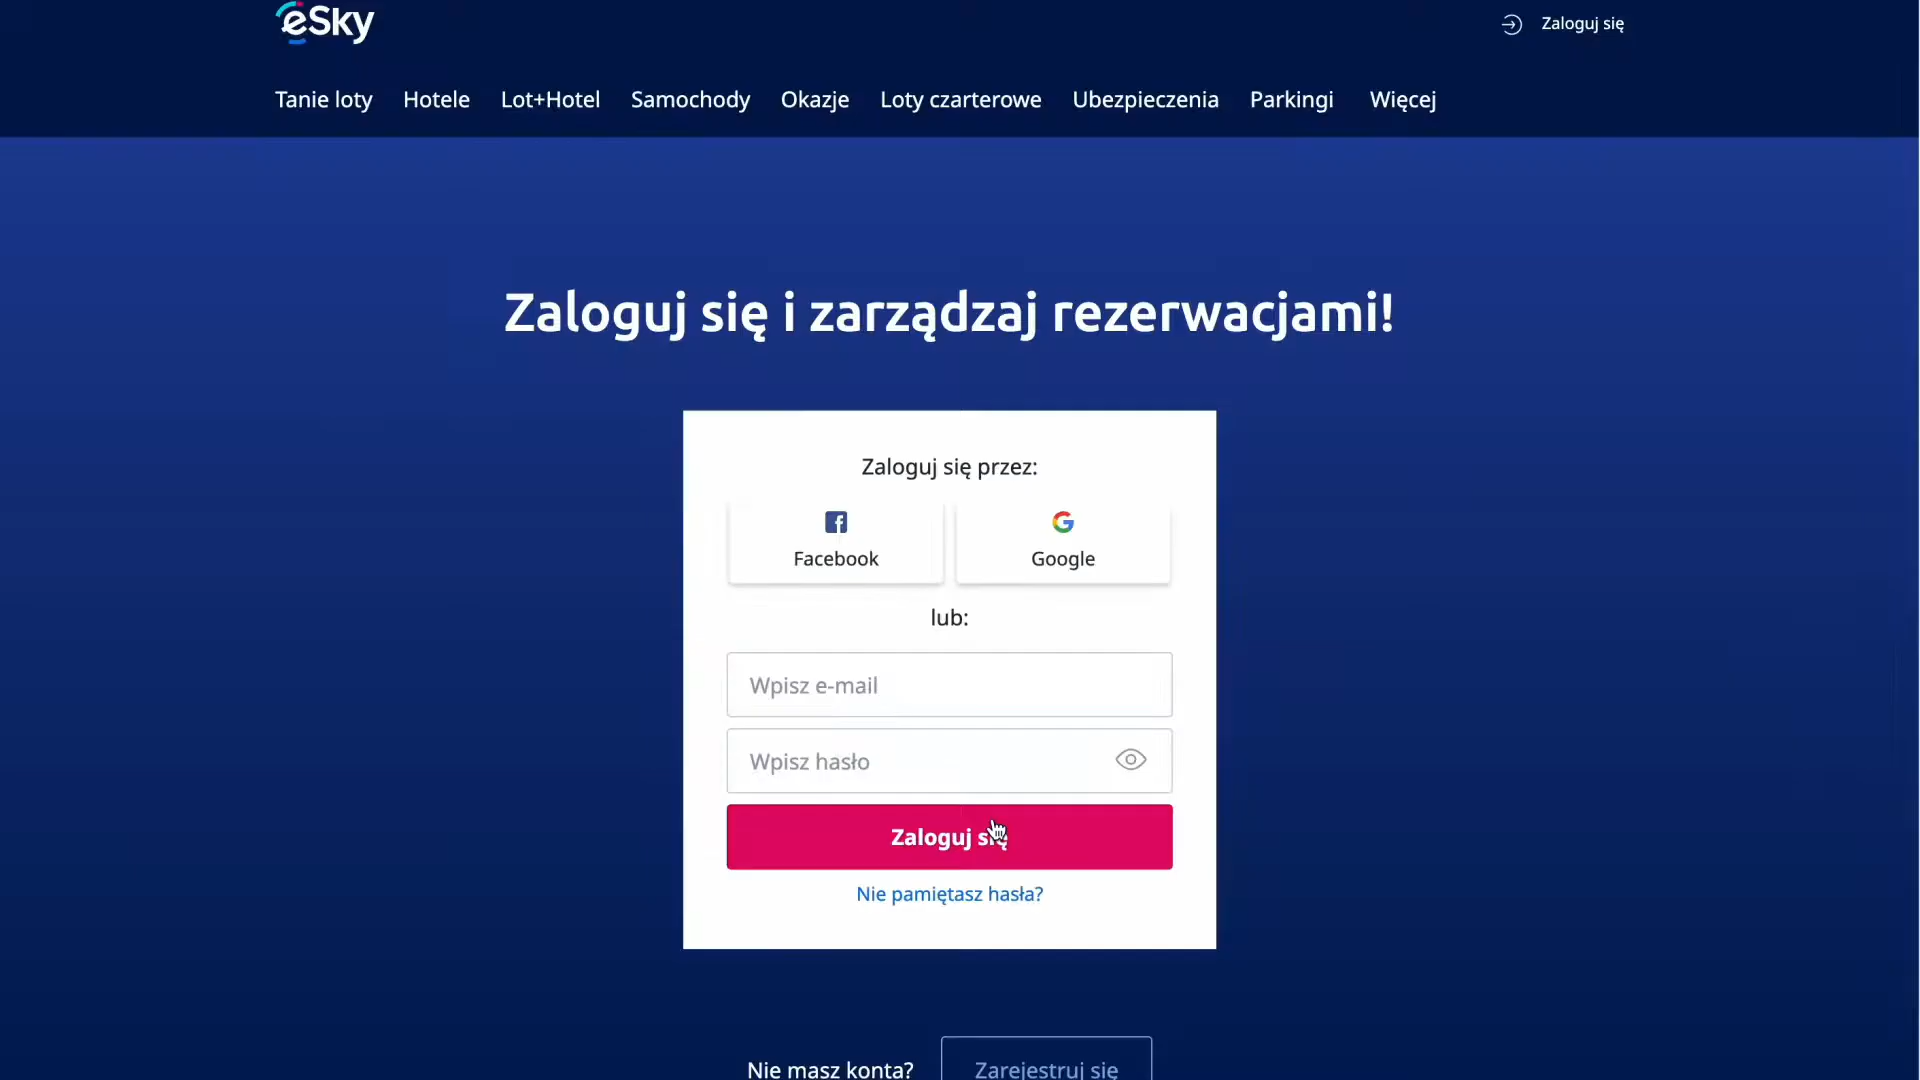 eSky
Zaloguj się
Tanie loty Hotele Lot+Hotel Samochody Okazje Loty czarterowe Ubezpieczenia Parkingi Więcej
Zaloguj się i zarządzaj rezerwacjami!
Zaloguj się przez:
Facebook Google
lub:
Wpisz e-mail
Wpisz hasło
Zaloguj się
Nie pamiętasz hasła?
Nie masz konta? Zarejestruj się